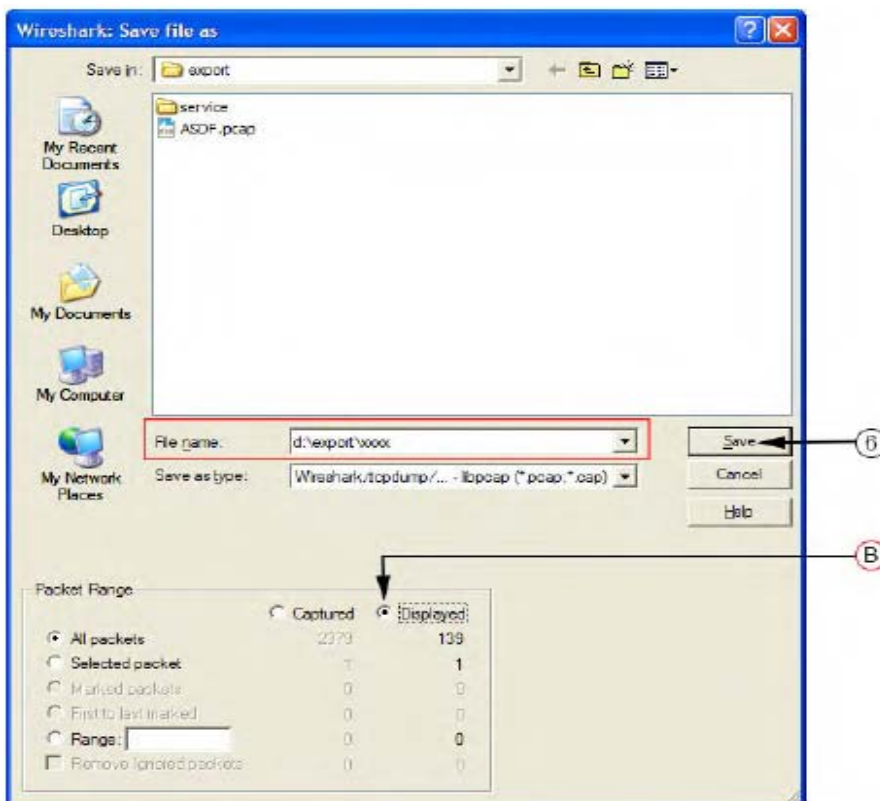 Wireshark: Save file as
Save in: export
service
ASDF.pcap
My Recent Documents
Desktop
My Documents
My Computer
My Network Places
File name: d:\export\xxxx
Save
6
Save as type: Wireshark/tcpdump/... - libpcap (*.pcap;*.cap)
Cancel
Help
B
Packet Range
Captured Displayed
All packets 2379 139
Selected packet 1 1
Marked packets 0 0
First to last marked 0 0
Range: 0 0
Remove Ignored packets 0 0